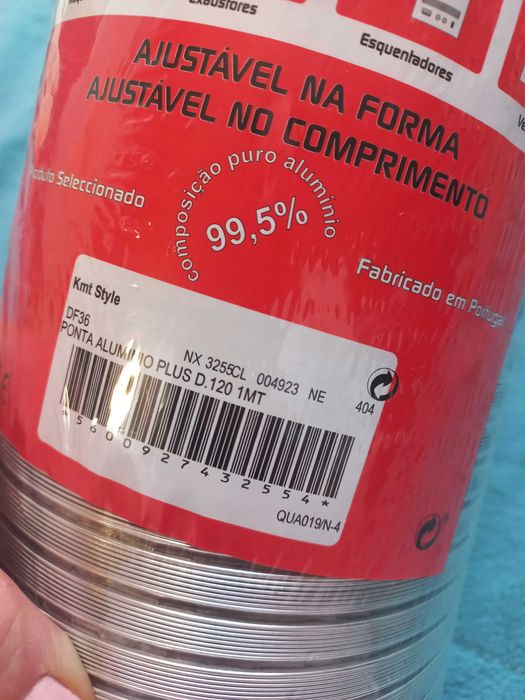 Exaustores
Esquentadores
AJUSTÁVEL NA FORMA
AJUSTÁVEL NO COMPRIMENTO
Produto Seleccionado
composição puro alumínio
99,5%
Fabricado em Portugal
Kmt Style
DF36
NX 3255CL 004923 NE
PONTA ALUMINIO PLUS D.120 1MT
404
*5600927432554*
QUA019/N-4